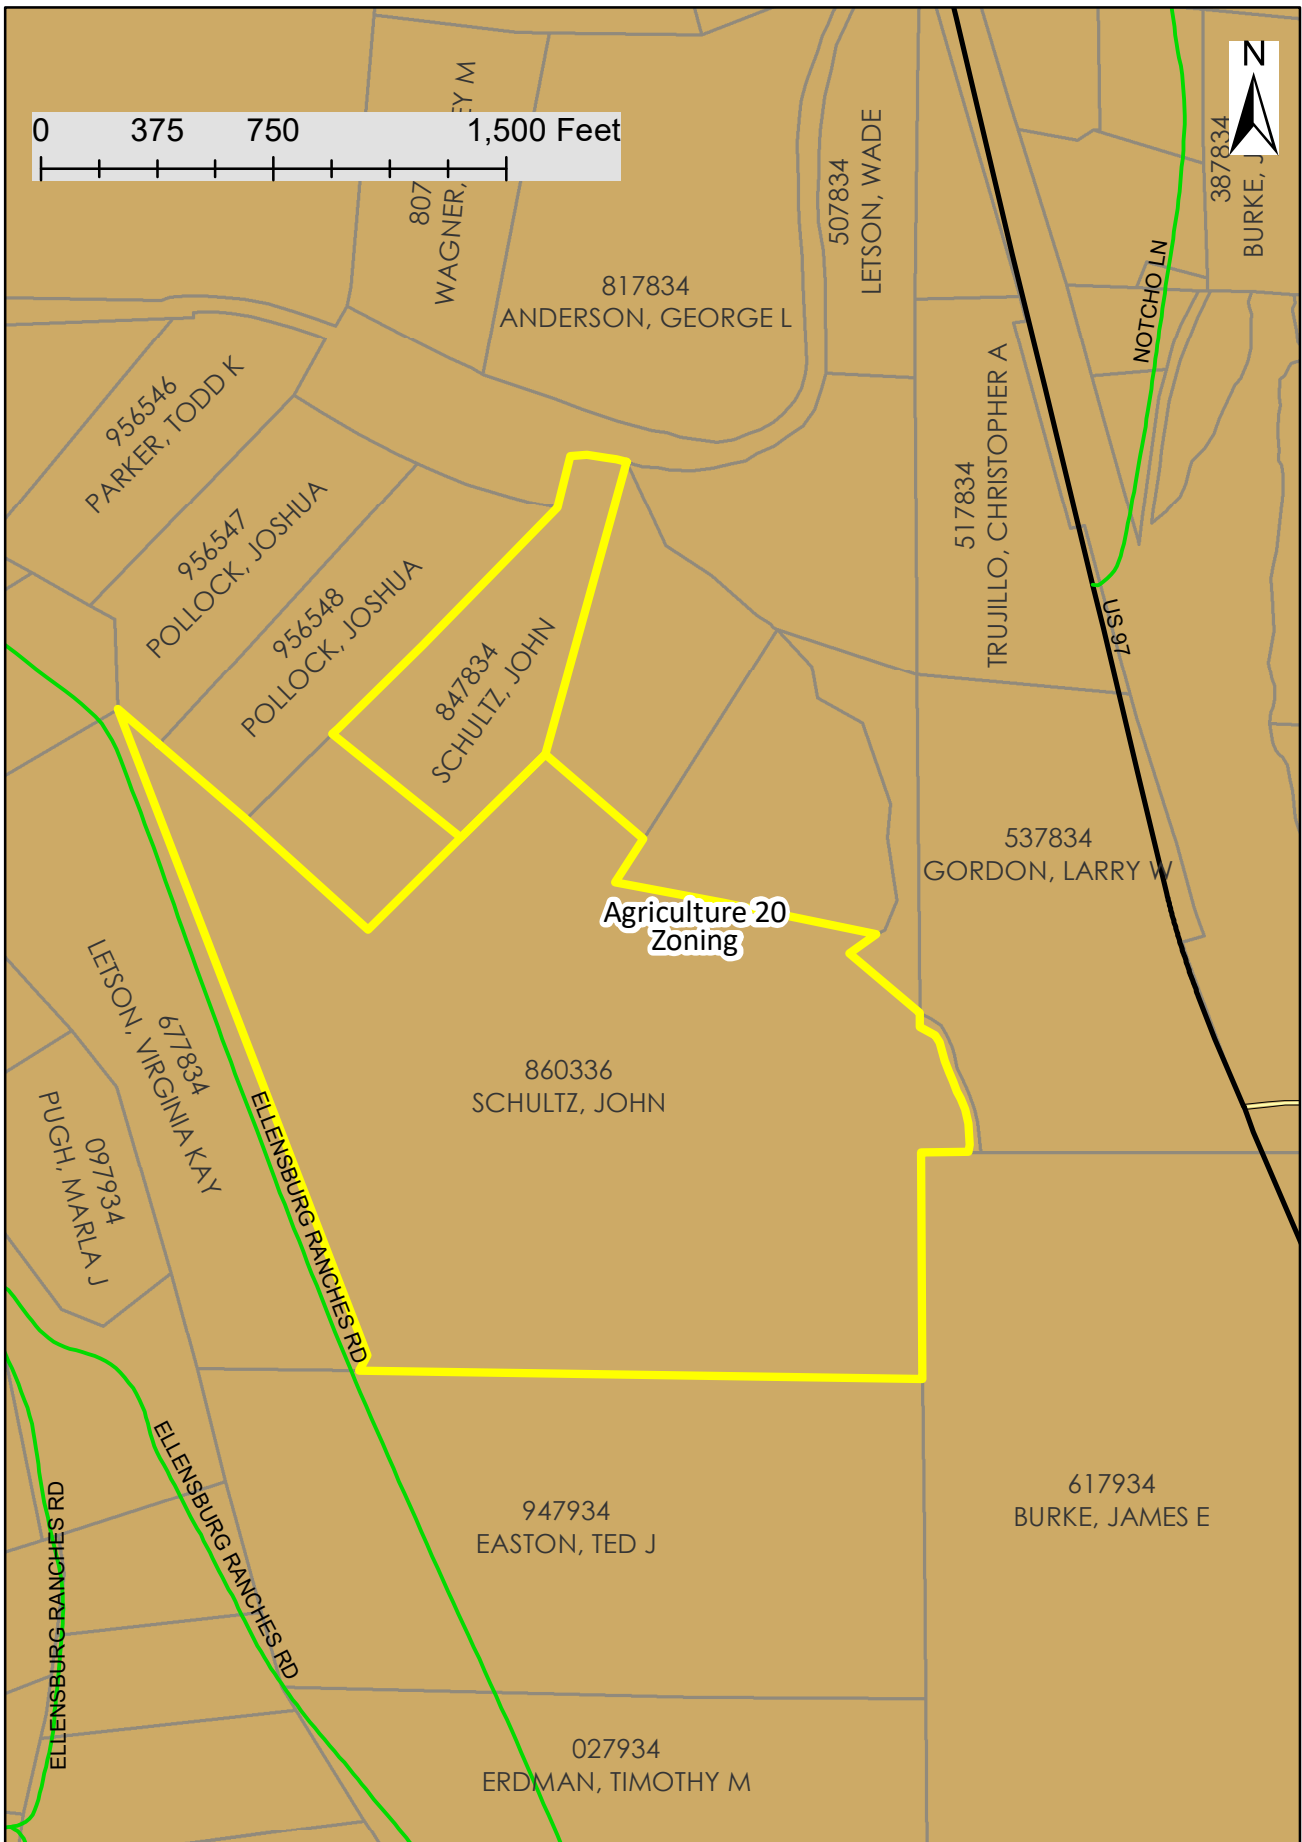 N
0 375 750 1,500 Feet
807
WAGNER,
EY M
507834
LETSON, WADE
387834
BURKE, J
817834
ANDERSON, GEORGE L
NOTCHO LN
956546
PARKER, TODD K
956547
POLLOCK, JOSHUA
956548
POLLOCK, JOSHUA
517834
TRUJILLO, CHRISTOPHER A
US 97
847834
SCHULTZ, JOHN
537834
GORDON, LARRY W
Agriculture 20
Zoning
677834
LETSON, VIRGINIA KAY
860336
SCHULTZ, JOHN
097934
PUGH, MARLA J
ELLENSBURG RANCHES RD
ELLENSBURG RANCHES RD
ELLENSBURG RANCHES RD
947934
EASTON, TED J
617934
BURKE, JAMES E
027934
ERDMAN, TIMOTHY M